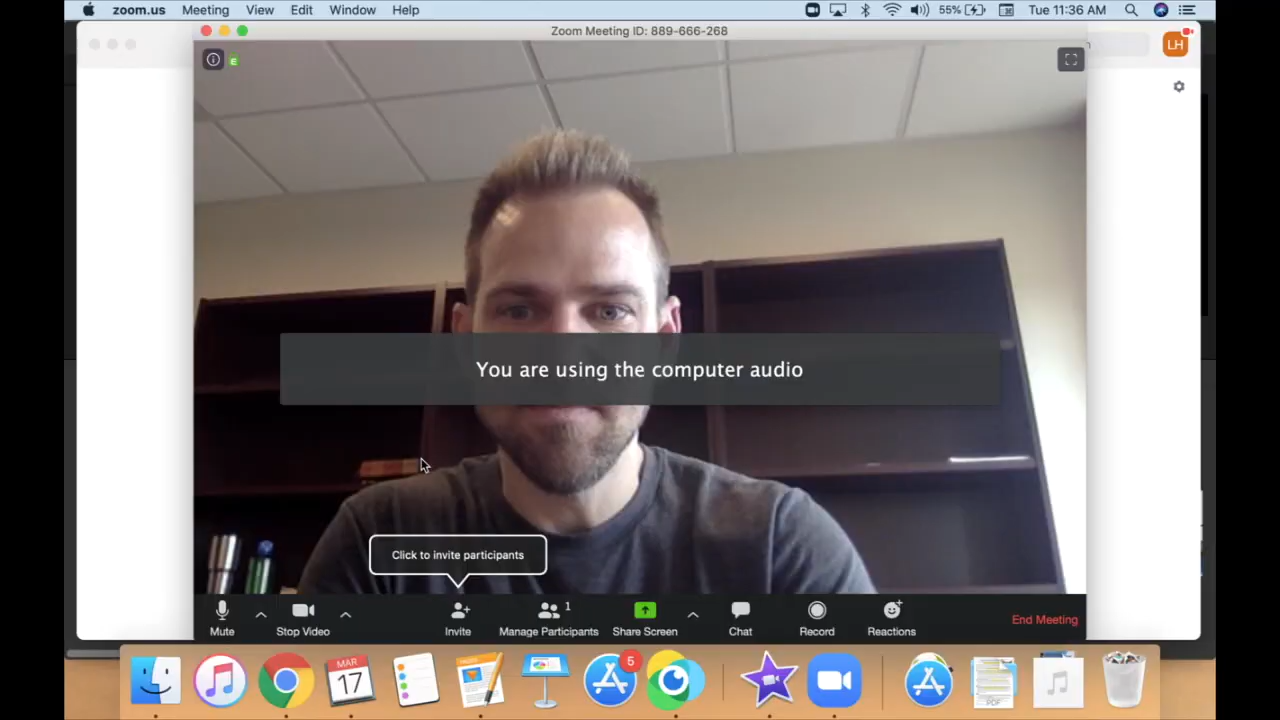 zoom.us Meeting View Edit Window Help 55% Tue 11:36 AM
Zoom Meeting ID: 889-666-268
LH
You are using the computer audio
Click to invite participants
1
Mute Stop Video Invite Manage Participants Share Screen Chat Record Reactions End Meeting
MAR
17
5
PDF